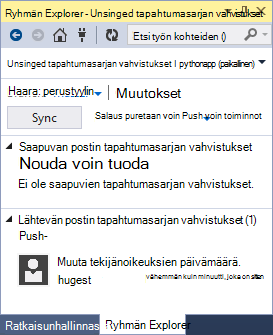 Ryhmän Explorer - Unsinged tapahtumasarjan vahvistukset
Etsi työn kohteiden ()
Unsinged tapahtumasarjan vahvistukset I pythonapp (paikallinen)
Haara: perustyylin Muutokset
Sync Salaus puretaan voin Push voin toiminnot
Saapuvan postin tapahtumasarjan vahvistukset
Nouda voin tuoda
Ei ole saapuvien tapahtumasarjan vahvistukset.
Lähtevän postin tapahtumasarjan vahvistukset (1)
Push-
Muuta tekijänoikeuksien päivämäärä.
hugest vähemmän kuin minuutti, joka on sitten
Ratkaisunhallinnas Ryhmän Explorer